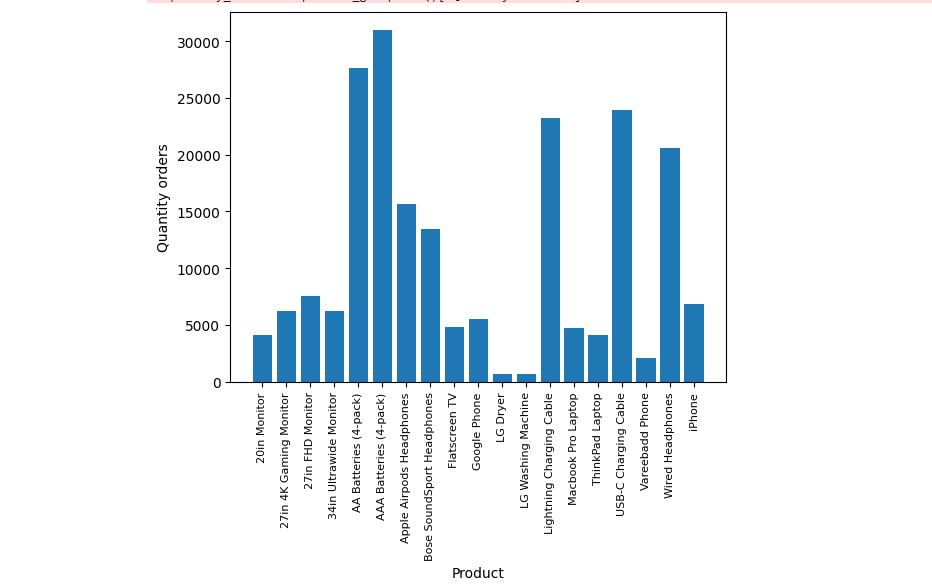 30000
25000
20000
15000
10000
5000
0
Quantity orders
20in Monitor
27in 4K Gaming Monitor
27in FHD Monitor
34in Ultrawide Monitor
AA Batteries (4-pack)
AAA Batteries (4-pack)
Apple Airpods Headphones
Bose SoundSport Headphones
Flatscreen TV
Google Phone
LG Dryer
LG Washing Machine
Lightning Charging Cable
Macbook Pro Laptop
ThinkPad Laptop
USB-C Charging Cable
Vareebadd Phone
Wired Headphones
iPhone
Product